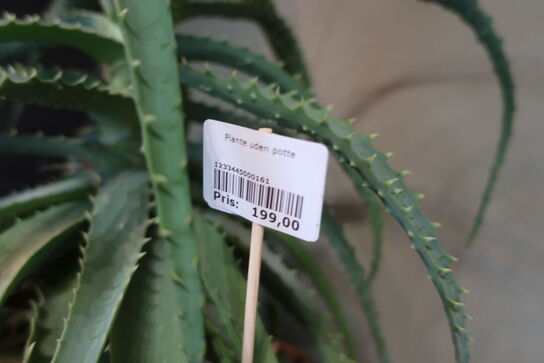 Plante uden potte
1233445000161
Pris: 199,00